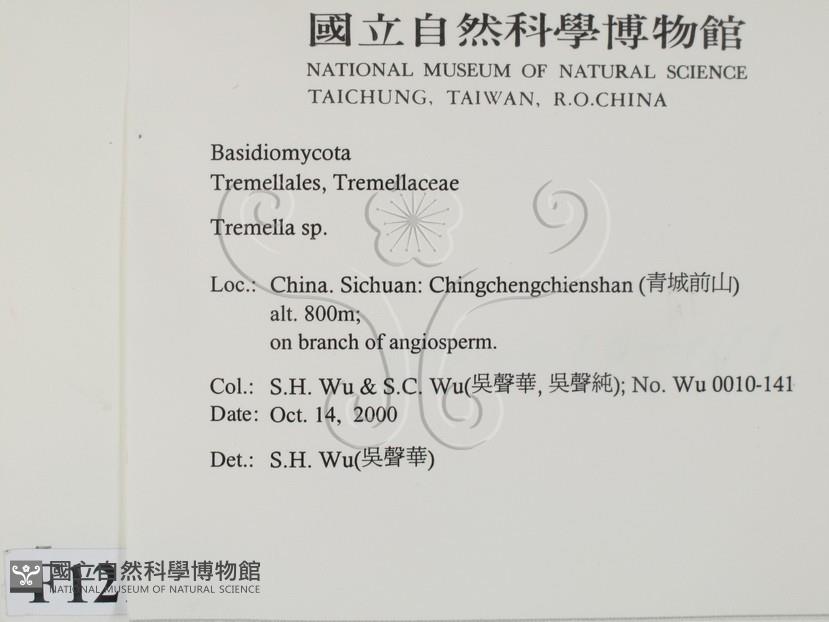 國立自然科學博物館
NATIONAL MUSEUM OF NATURAL SCIENCE
TAICHUNG, TAIWAN, R.O.CHINA
Basidiomycota
Tremellales, Tremellaceae
Tremella sp.
Loc.: China. Sichuan: Chingchengchienshan (青城前山)
alt. 800m;
on branch of angiosperm.
Col.: S.H. Wu & S.C. Wu(吳聲華, 吳聲純); No. Wu 0010-141
Date: Oct. 14, 2000
Det.: S.H. Wu(吳聲華)
國立自然科學博物館
NATIONAL MUSEUM OF NATURAL SCIENCE